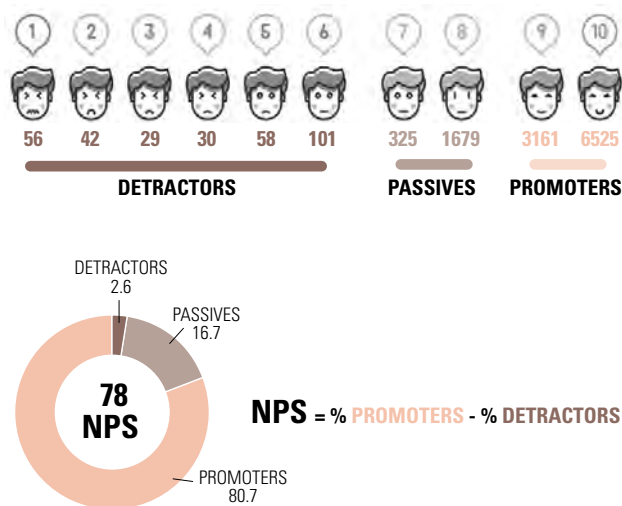 1 2 3 4 5 6 7 8 9 10
56 42 29 30 58 101 325 1679 3161 6525
DETRACTORS PASSIVES PROMOTERS
DETRACTORS
2.6
PASSIVES
16.7
78
NPS
NPS = % PROMOTERS - % DETRACTORS
PROMOTERS
80.7